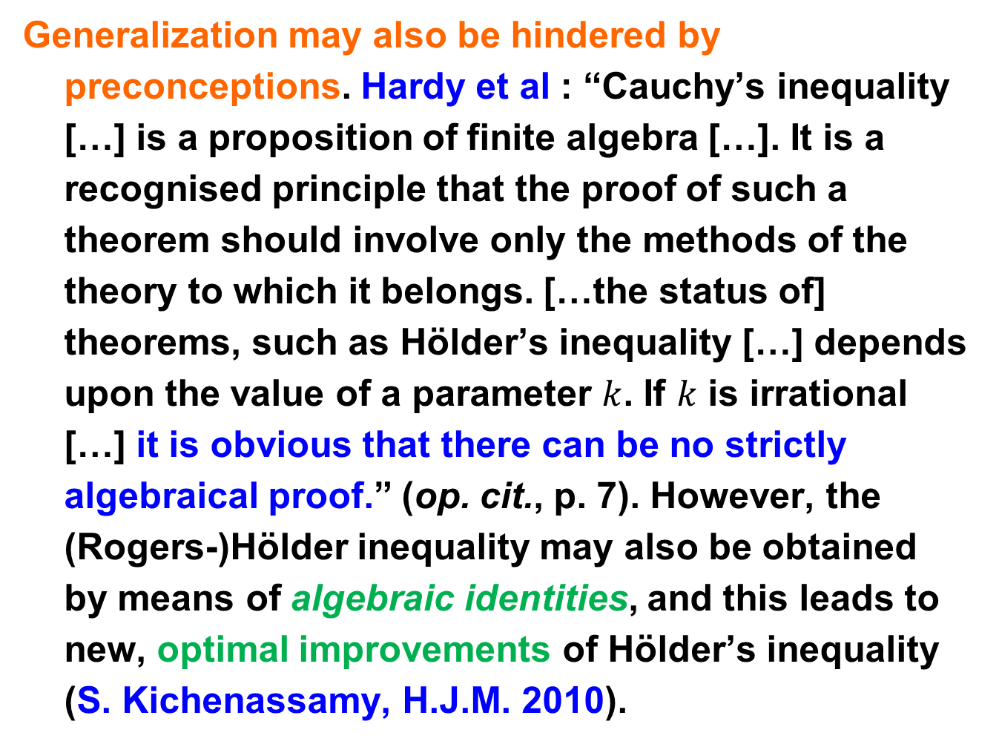 Generalization may also be hindered by
preconceptions. Hardy et al : “Cauchy’s inequality
[…] is a proposition of finite algebra […]. It is a
recognised principle that the proof of such a
theorem should involve only the methods of the
theory to which it belongs. […the status of]
theorems, such as Hölder’s inequality […] depends
upon the value of a parameter 𝑘. If 𝑘 is irrational
[…] it is obvious that there can be no strictly
algebraical proof.” (op. cit., p. 7). However, the
(Rogers-)Hölder inequality may also be obtained
by means of algebraic identities, and this leads to
new, optimal improvements of Hölder’s inequality
(S. Kichenassamy, H.J.M. 2010).